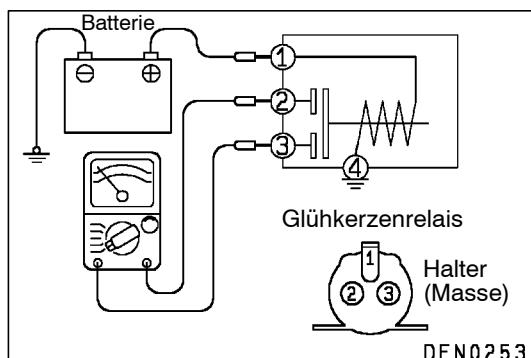 Batterie
1
2
3
4
Glühkerzenrelais
1
2 3
Halter
(Masse)
DEN0253